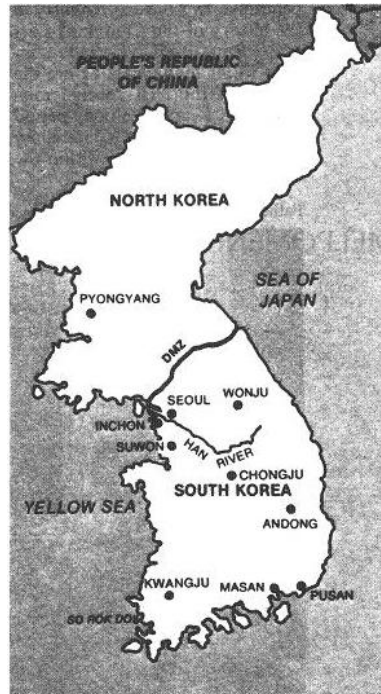 PEOPLE'S REPUBLIC
OF CHINA
NORTH KOREA
SEA OF
JAPAN
PYONGYANG
DMZ
SEOUL
WONJU
INCHON
SUWON
HAN RIVER
CHONGJU
YELLOW SEA
SOUTH KOREA
ANDONG
KWANGJU
MASAN
PUSAN
SO ROK DO